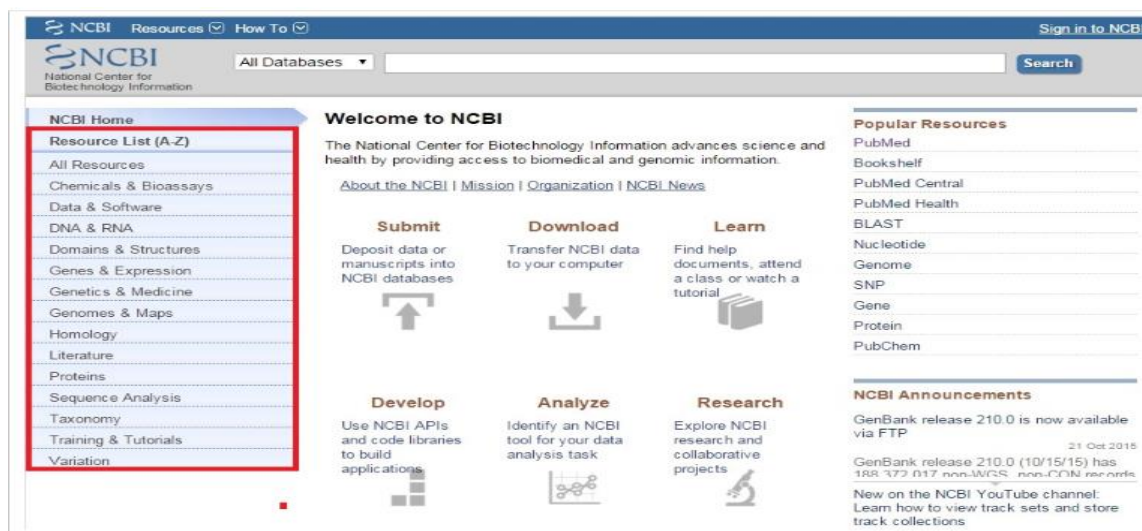 NCBI Resources How To Sign in to NCBI
NCBI
National Center for
Biotechnology Information
All Databases Search
NCBI Home
Resource List (A-Z)
All Resources
Chemicals & Bioassays
Data & Software
DNA & RNA
Domains & Structures
Genes & Expression
Genetics & Medicine
Genomes & Maps
Homology
Literature
Proteins
Sequence Analysis
Taxonomy
Training & Tutorials
Variation
Welcome to NCBI
The National Center for Biotechnology Information advances science and
health by providing access to biomedical and genomic information.
About the NCBI | Mission | Organization | NCBI News
Submit
Deposit data or
manuscripts into
NCBI databases
Download
Transfer NCBI data
to your computer
Learn
Find help
documents, attend
a class or watch a
tutorial
Develop
Use NCBI APIs
and code libraries
to build
applications
Analyze
Identify an NCBI
tool for your data
analysis task
Research
Explore NCBI
research and
collaborative
projects
Popular Resources
PubMed
Bookshelf
PubMed Central
PubMed Health
BLAST
Nucleotide
Genome
SNP
Gene
Protein
PubChem
NCBI Announcements
GenBank release 210.0 is now available
via FTP
21 Oct 2015
GenBank release 210.0 (10/15/15) has
188,372,017 non-WGS, non-CON records
New on the NCBI YouTube channel:
Learn how to view track sets and store
track collections